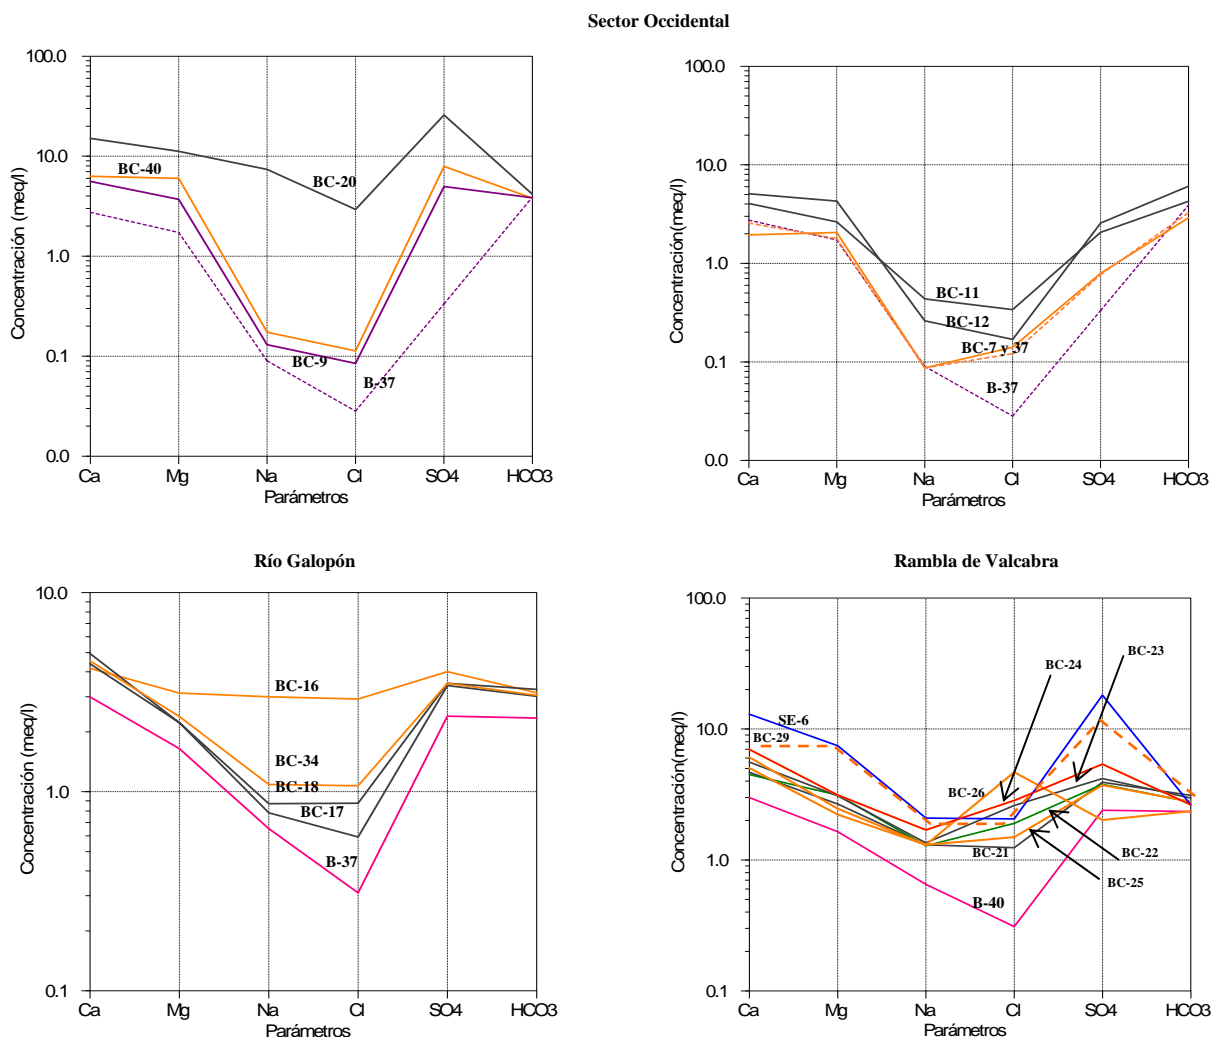 Sector Occidental
100.0
10.0
1.0
0.1
0.0
Concentración (meq/l)
BC-40
BC-20
BC-9
B-37
Ca
Mg
Na
Cl
SO4
HCO3
Parámetros
100.0
10.0
1.0
0.1
0.0
Concentración(meq/l)
BC-11
BC-12
BC-7 y 37
B-37
Ca
Mg
Na
Cl
SO4
HCO3
Parámetros
Río Galopón
10.0
1.0
0.1
Concentración (meq/l)
BC-16
BC-34
BC-18
BC-17
B-37
Ca
Mg
Na
Cl
SO4
HCO3
Parámetros
Rambla de Valcabra
100.0
10.0
1.0
0.1
Concentración(meq/l)
BC-23
BC-24
SE-6
BC-29
BC-26
BC-21
BC-22
BC-25
B-40
Ca
Mg
Na
Cl
SO4
HCO3
Parámetros